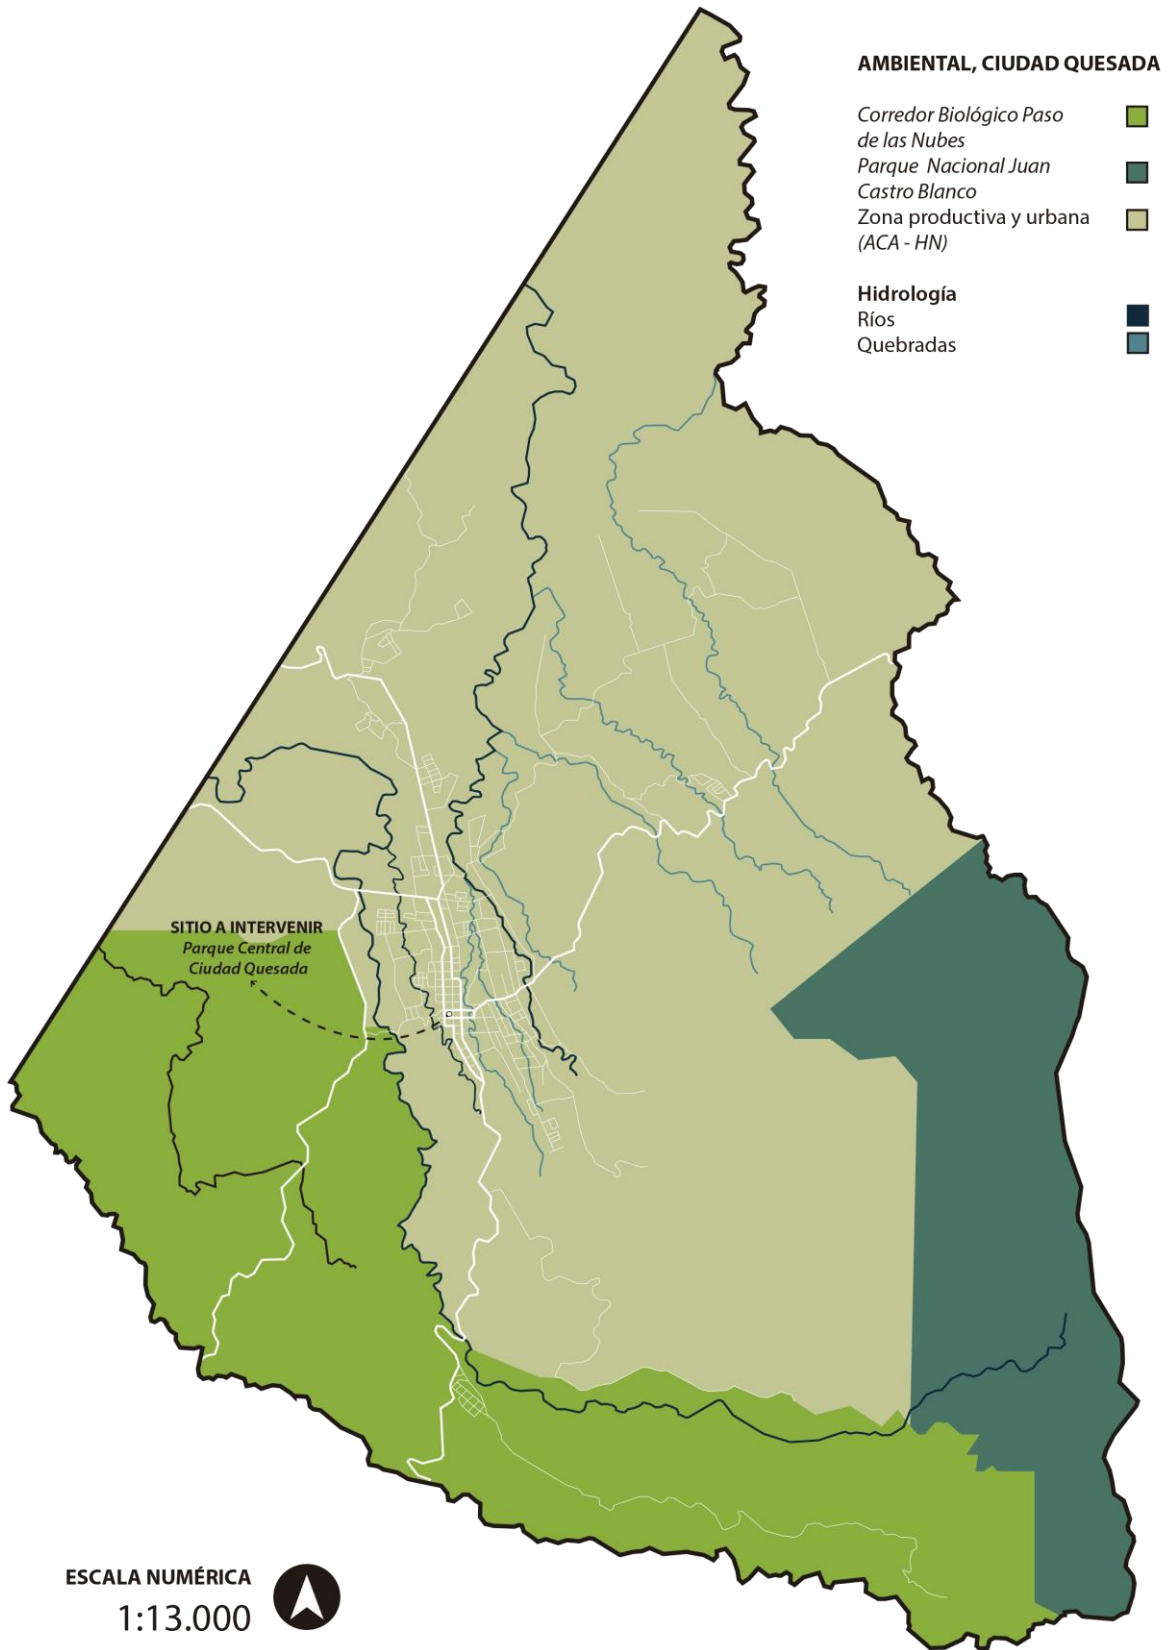 AMBIENTAL, CIUDAD QUESADA
Corredor Biológico Paso
de las Nubes
Parque Nacional Juan
Castro Blanco
Zona productiva y urbana
(ACA - HN)
Hidrología
Ríos
Quebradas
SITIO A INTERVENIR
Parque Central de
Ciudad Quesada
ESCALA NUMÉRICA
1:13.000